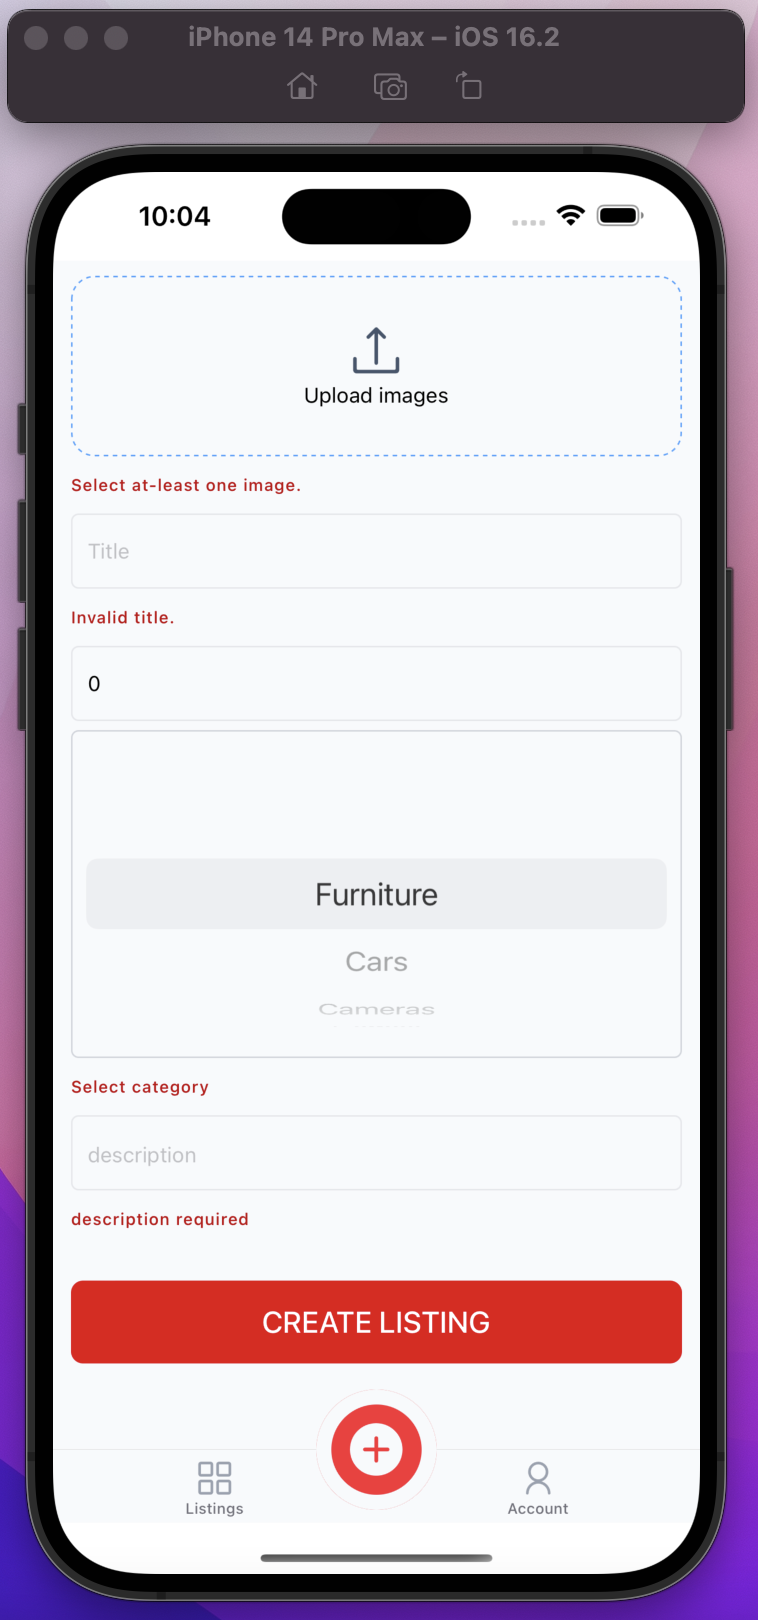 iPhone 14 Pro Max – iOS 16.2
10:04
Upload images
Select at-least one image.
Title
Invalid title.
0
Furniture
Cars
Cameras
Select category
description
description required
CREATE LISTING
Listings
Account